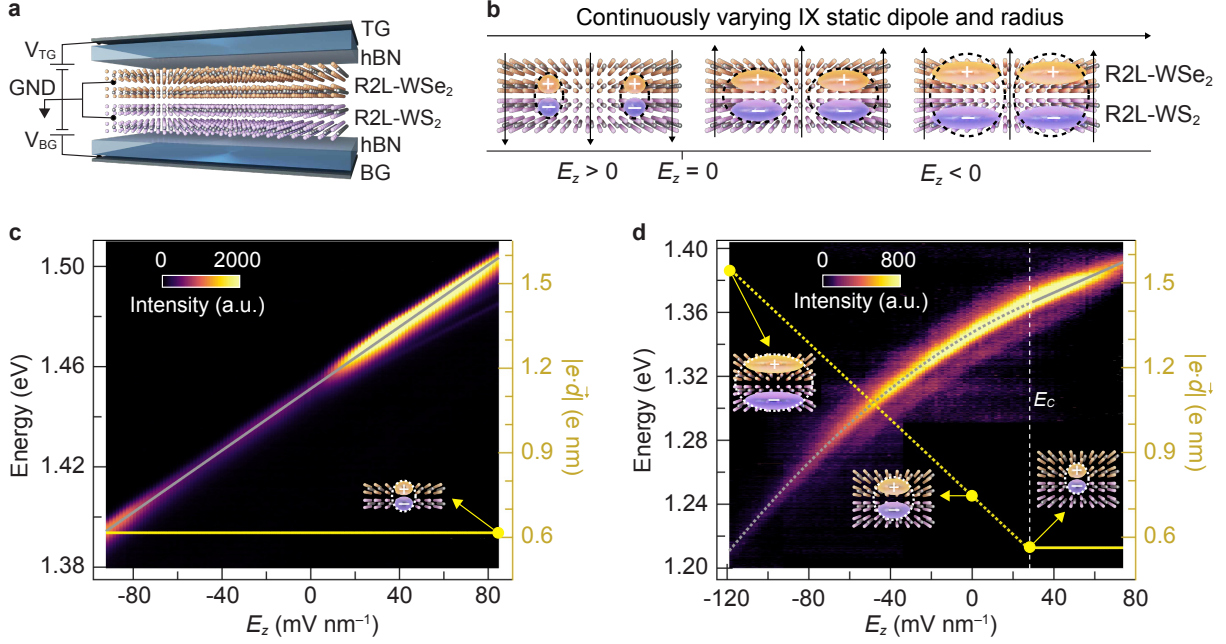 a
TG
V_TG
hBN
GND
R2L-WSe₂
R2L-WS₂
V_BG
hBN
BG
b
Continuously varying IX static dipole and radius
R2L-WSe₂
R2L-WS₂
+ + + + + +
− − − − − −
E_z > 0
E_z = 0
E_z < 0
c
0 2000
Intensity (a.u.)
Energy (eV)
1.50
1.46
1.42
1.38
-80 -40 0 40 80
E_z (mV nm⁻¹)
1.5
1.2
0.9
0.6
|e·d⃗| (e nm)
+
−
d
0 800
Intensity (a.u.)
Energy (eV)
1.40
1.36
1.32
1.28
1.24
1.20
-120 -80 -40 0 40 80
E_z (mV nm⁻¹)
1.5
1.2
0.9
0.6
|e·d⃗| (e nm)
E_C
+
−
+
−
+
−